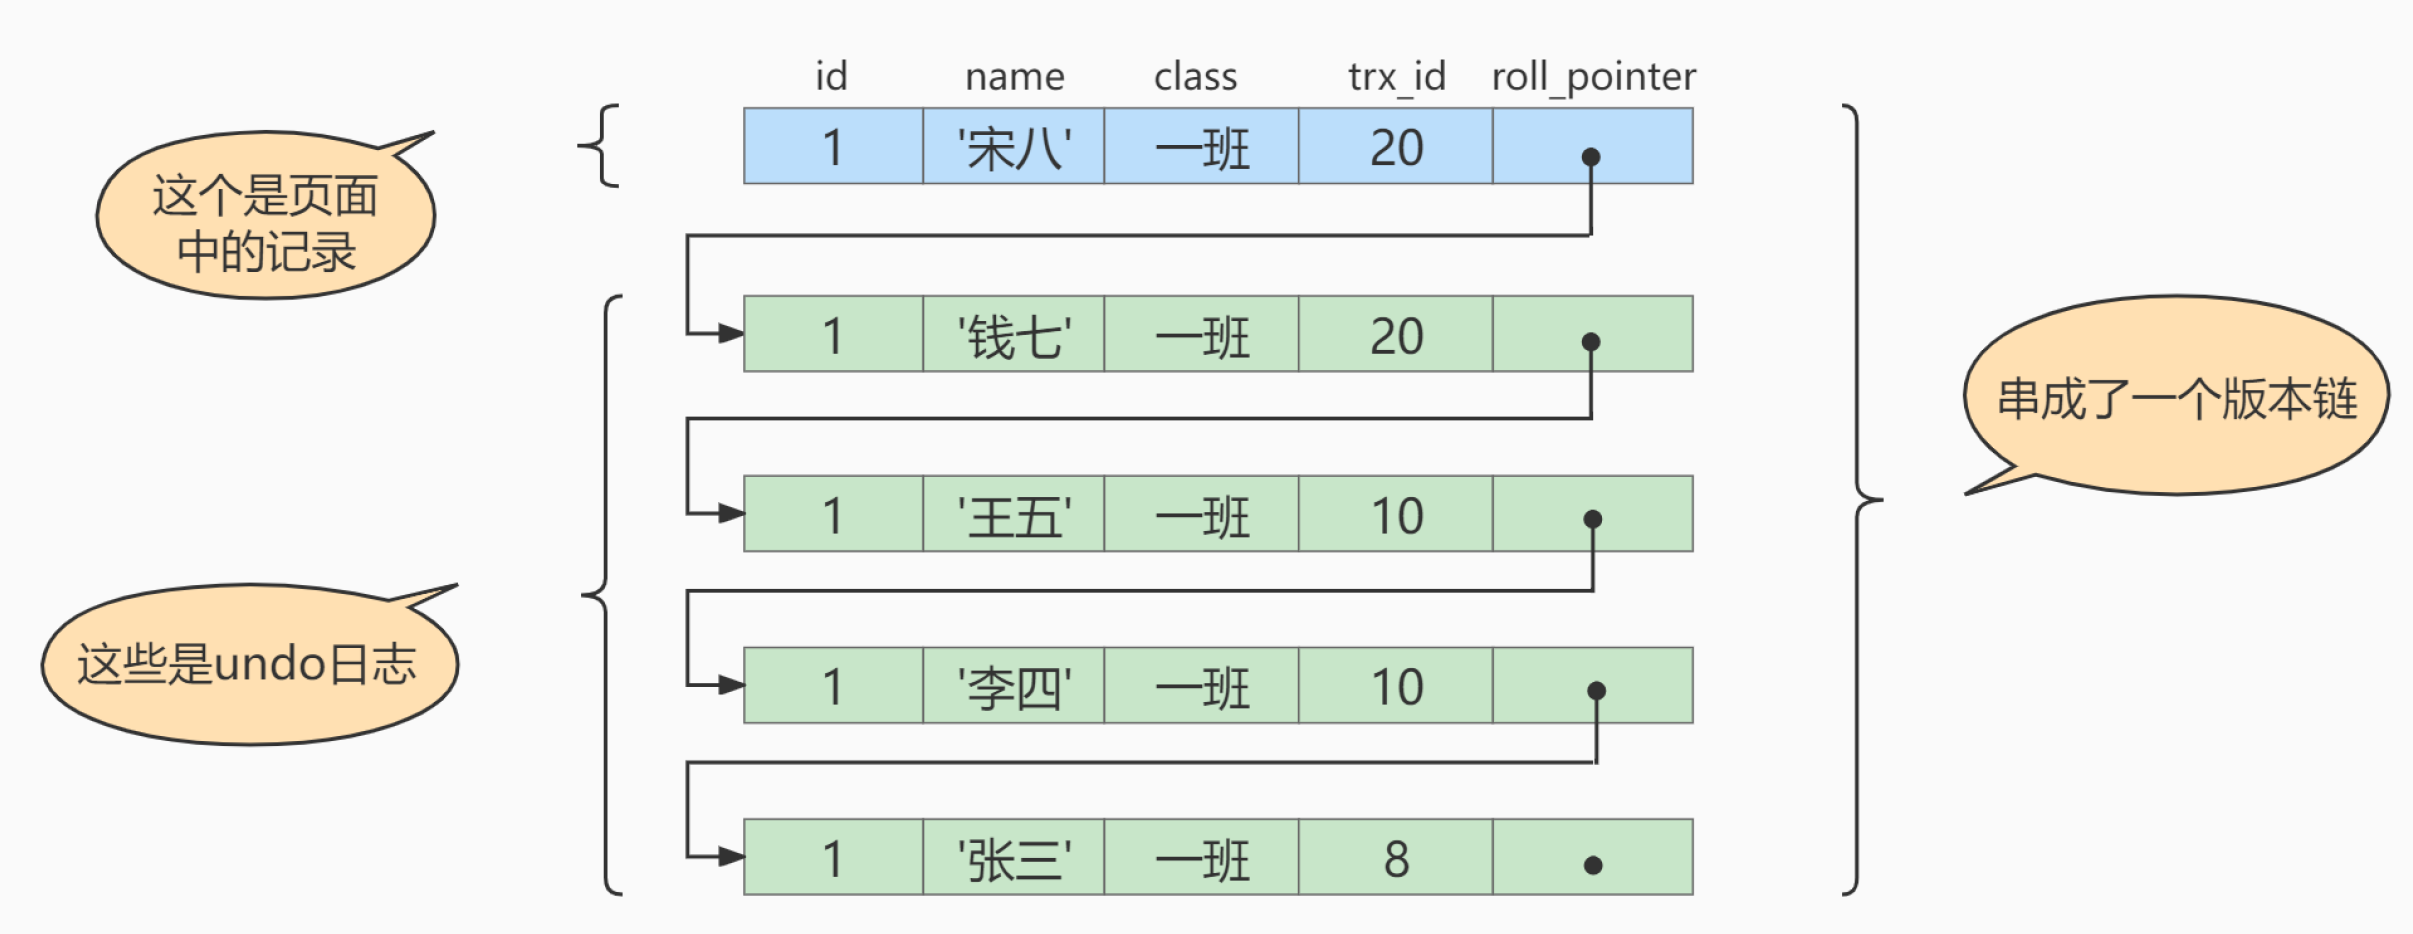 id name class trx_id roll_pointer
1 '宋八' 一班 20
这个是页面
中的记录
1 '钱七' 一班 20
串成了一个版本链
1 '王五' 一班 10
这些是undo日志
1 '李四' 一班 10
1 '张三' 一班 8